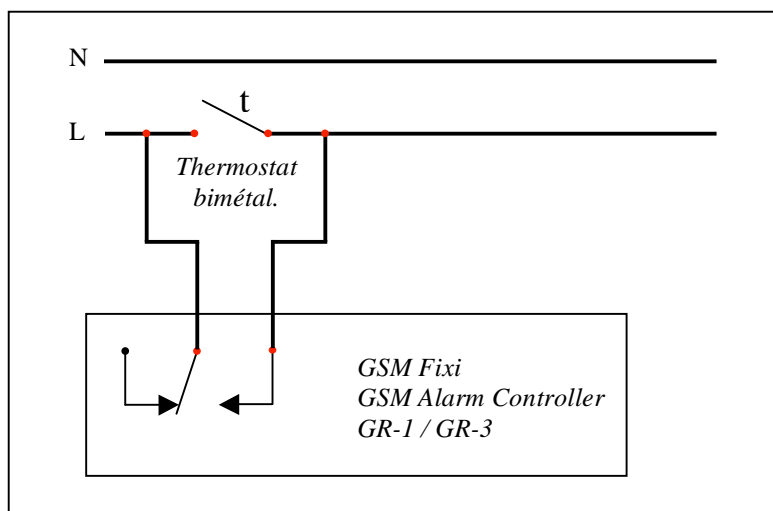 N
t
L
Thermostat
bimétal.
GSM Fixi
GSM Alarm Controller
GR-1 / GR-3